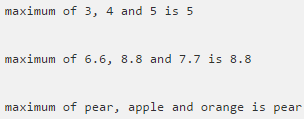 maximum of 3, 4 and 5 is 5
maximum of 6.6, 8.8 and 7.7 is 8.8
maximum of pear, apple and orange is pear